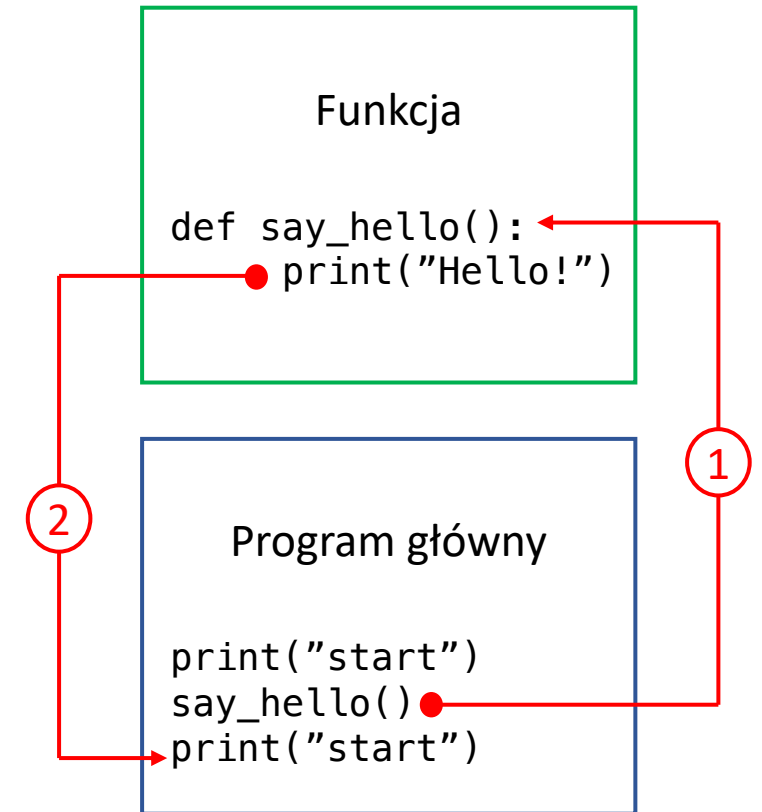 Funkcja
def say_hello():
print(”Hello!”)
1
2
Program główny
print(”start”)
say_hello()
print(”start”)